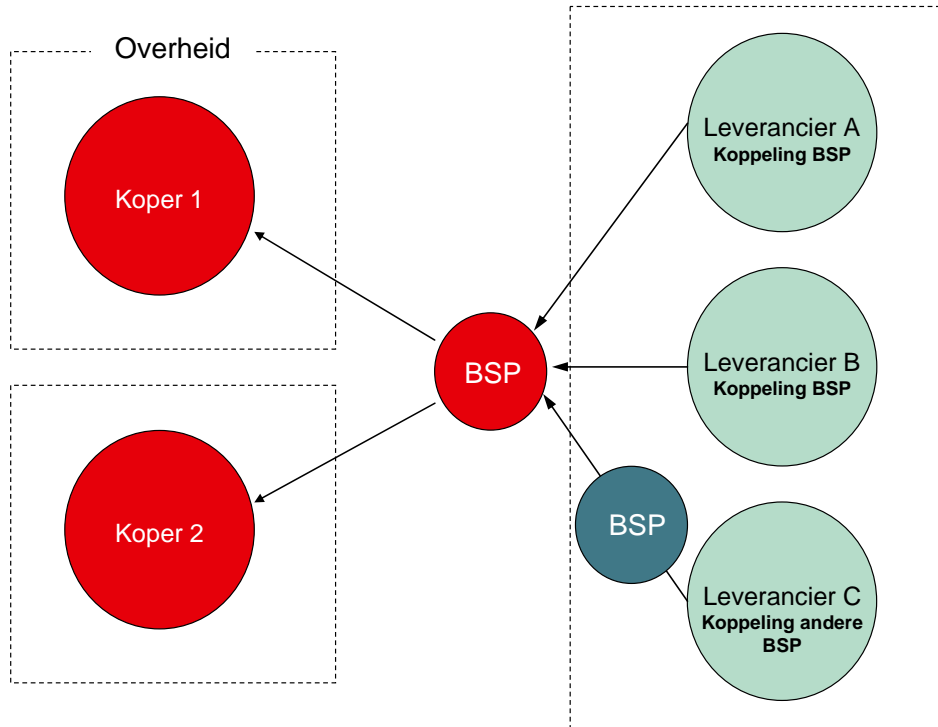 Overheid
Koper 1
Koper 2
BSP
BSP
Leverancier A
Koppeling BSP
Leverancier B
Koppeling BSP
Leverancier C
Koppeling andere
BSP